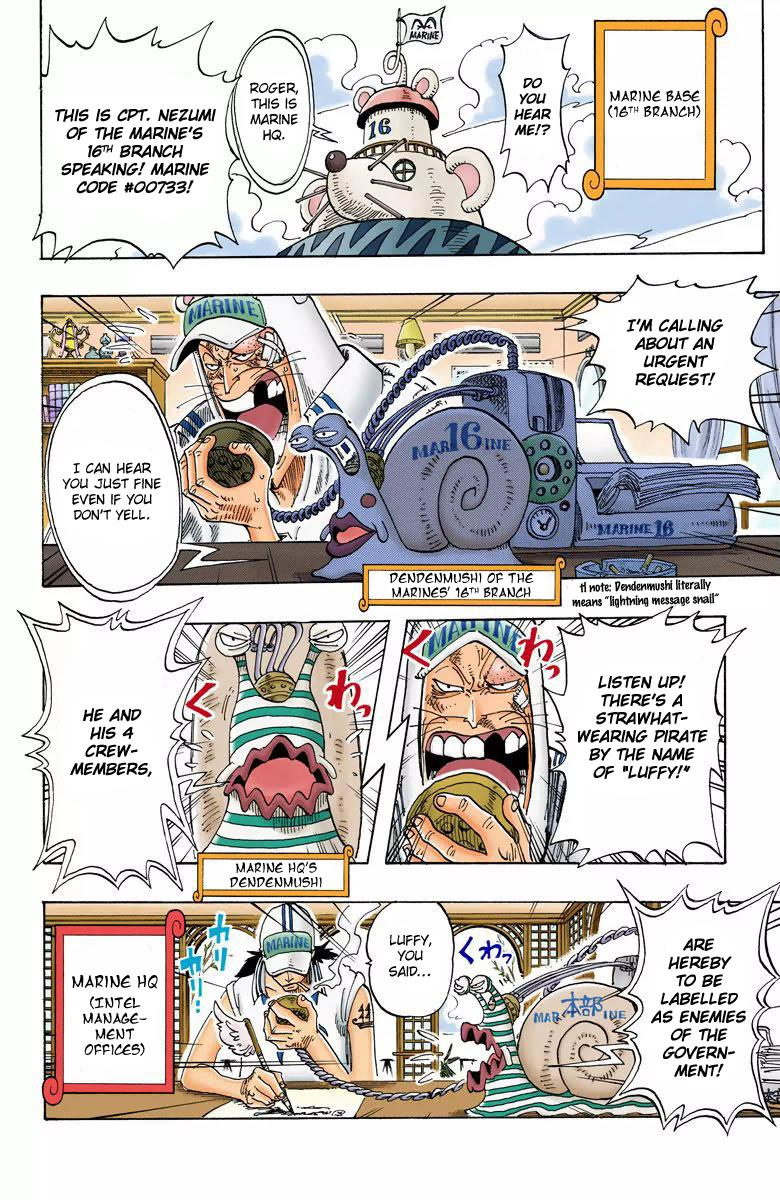 MARINE BASE
(16TH BRANCH)
DO
YOU
HEAR
ME!?
MARINE
16
ROGER,
THIS IS
MARINE
HQ.
THIS IS CPT. NEZUMI
OF THE MARINE'S
16TH BRANCH
SPEAKING! MARINE
CODE #00733!
I'M CALLING
ABOUT AN
URGENT
REQUEST!
MARINE
MAR16INE
MARINE 16
I CAN HEAR
YOU JUST FINE
EVEN IF YOU
DON'T YELL.
DENDENMUSHI OF THE
MARINES' 16TH BRANCH
tl note: Dendenmushi literally
means "lightning message snail"
LISTEN UP!
THERE'S A
STRAWHAT-
WEARING PIRATE
BY THE NAME
OF "LUFFY!"
MARINE
くわっ
くわっ
HE AND
HIS 4
CREW-
MEMBERS,
MARINE HQ'S
DENDENMUSHI
ARE
HEREBY
TO BE
LABELLED
AS ENEMIES
OF THE
GOVERN-
MENT!
くわっ
MAR本部INE
LUFFY,
YOU
SAID...
MARINE
MARINE HQ
(INTEL
MANAGE-
MENT
OFFICES)